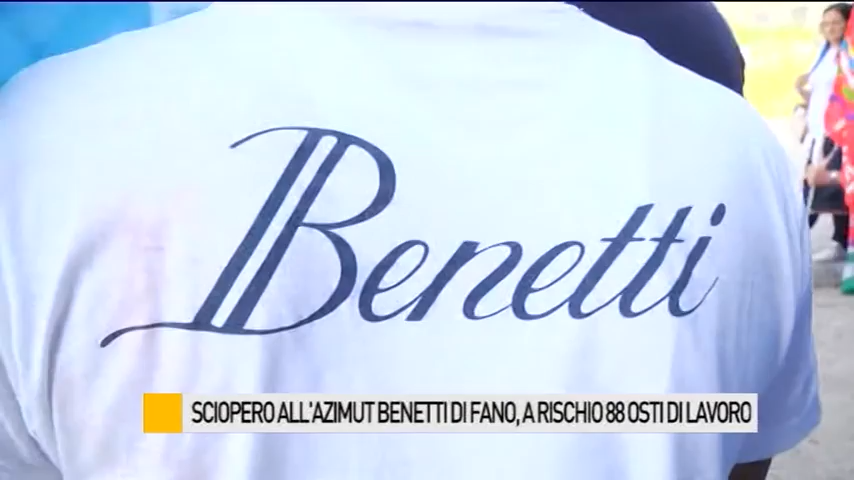 Benetti
SCIOPERO ALL'AZIMUT BENETTI DI FANO, A RISCHIO 88 OSTI DI LAVORO